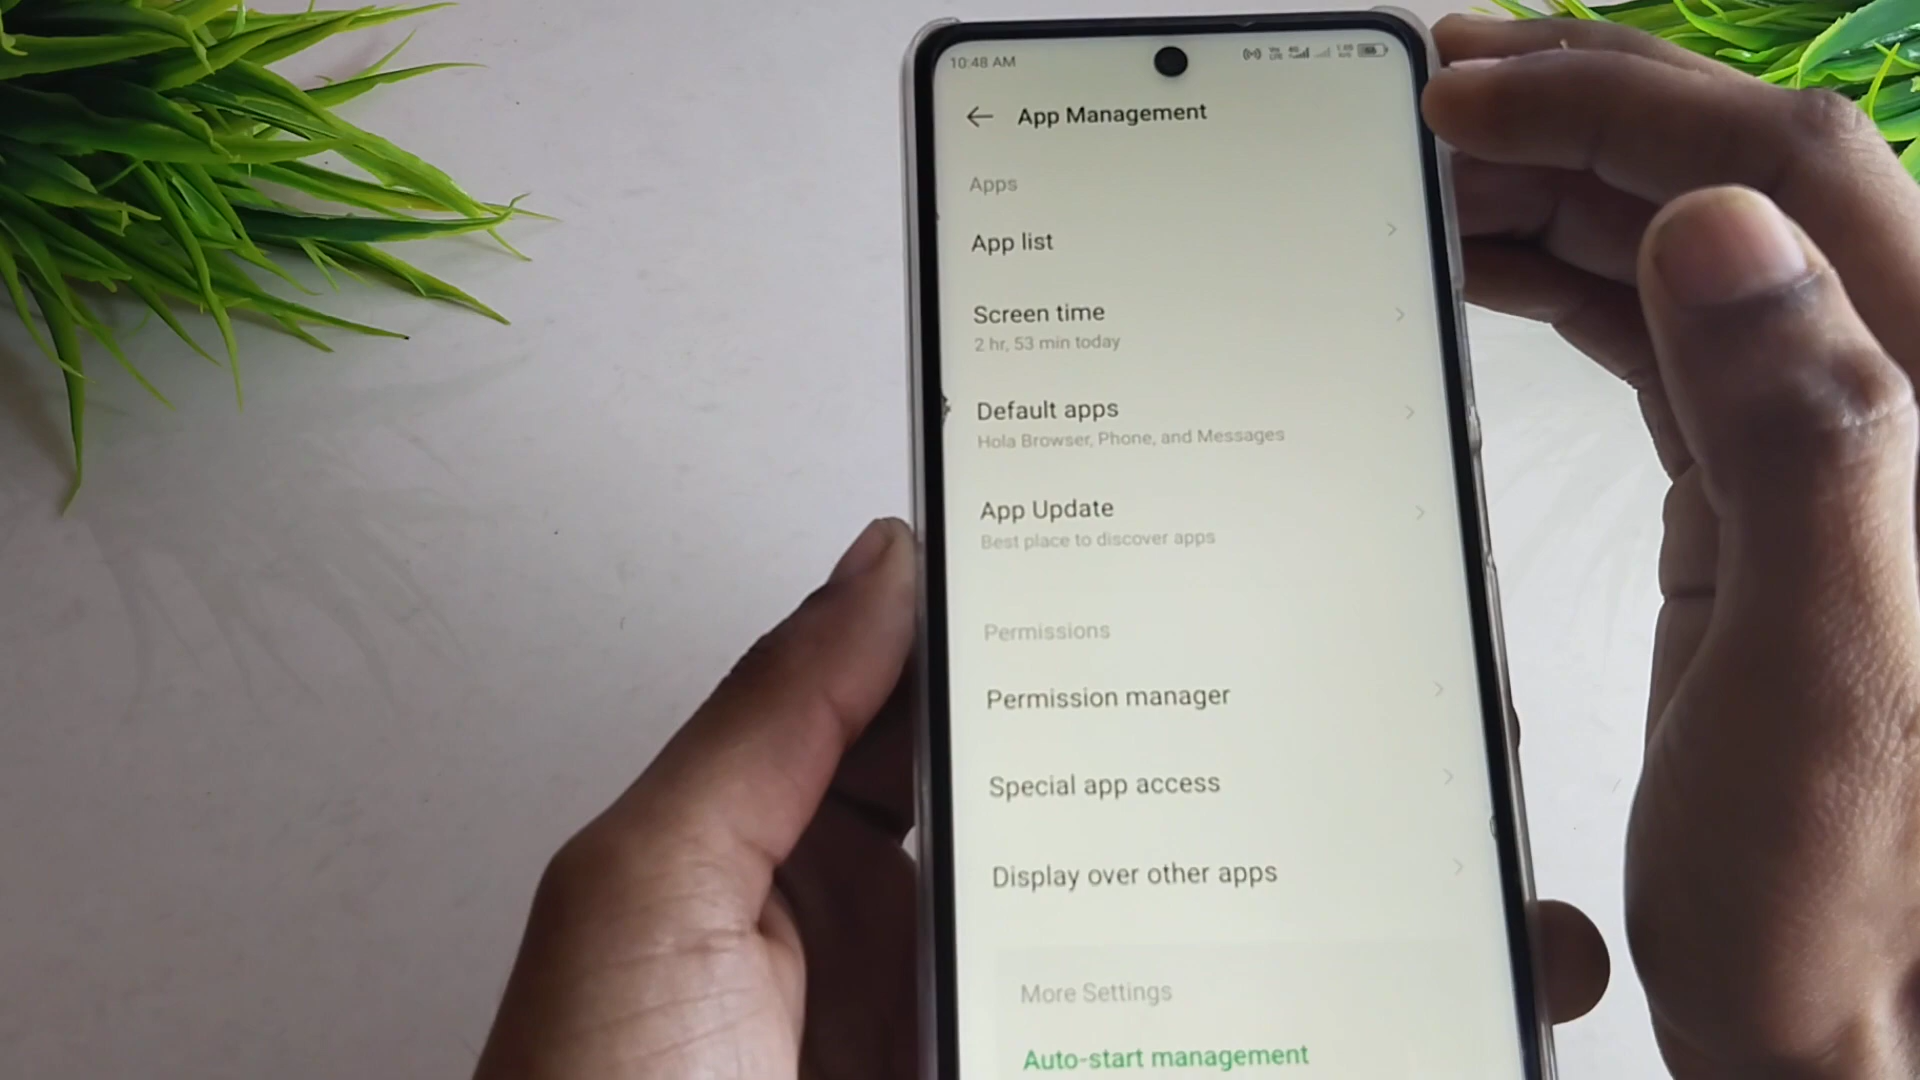 10:48 AM
App Management
Apps
App list
Screen time
2 hr, 53 min today
Default apps
Hola Browser, Phone, and Messages
App Update
Best place to discover apps
Permissions
Permission manager
Special app access
Display over other apps
More Settings
Auto-start management